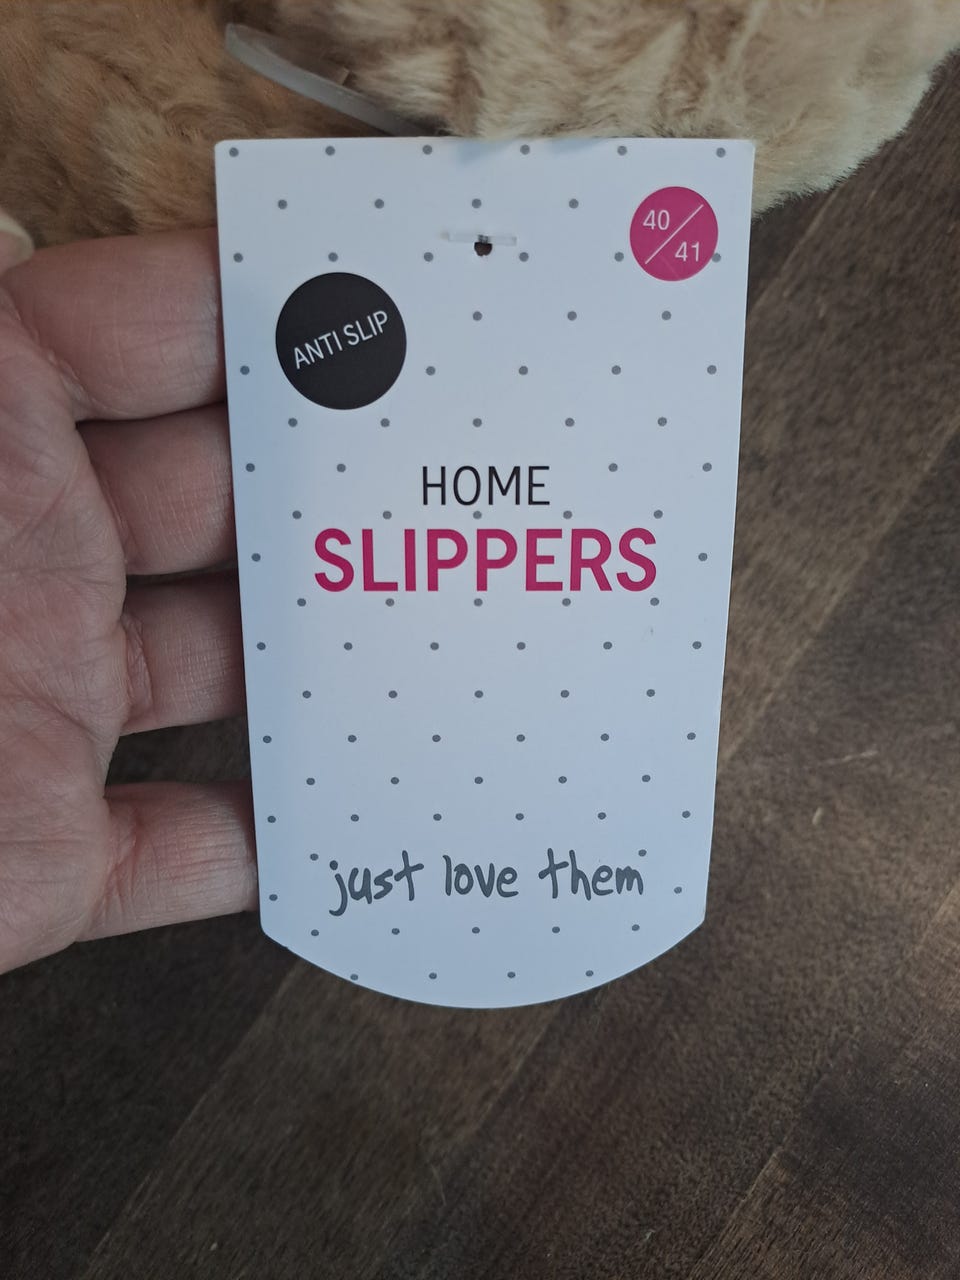 40/41
ANTI SLIP
HOME
SLIPPERS
just love them